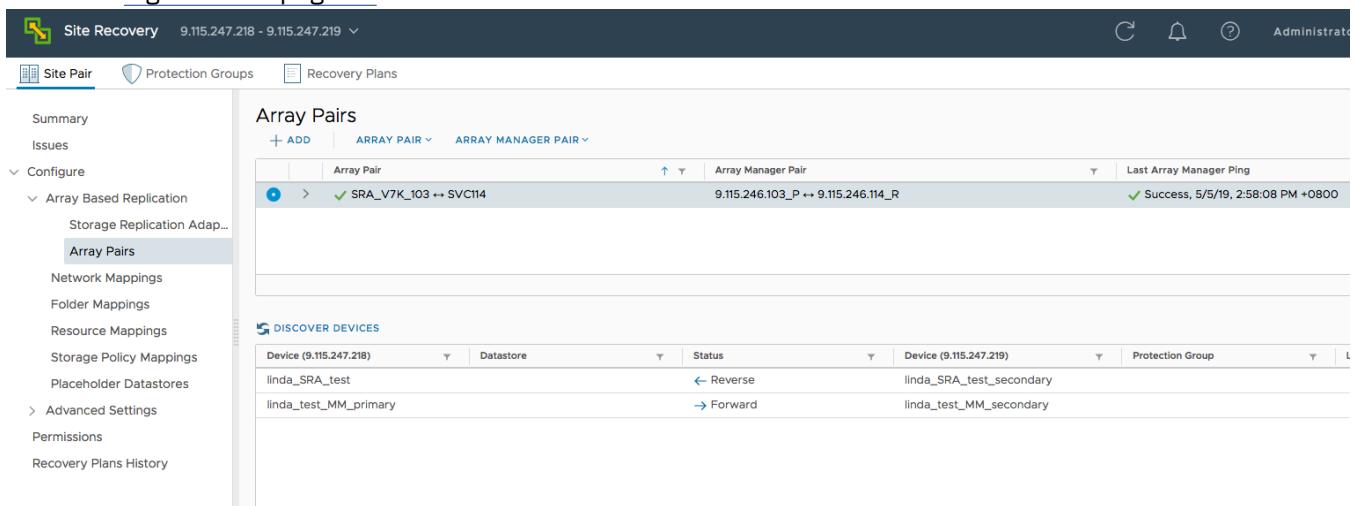 Site Recovery 9.115.247.218 - 9.115.247.219
Site Pair Protection Groups Recovery Plans
Summary
Issues
Configure
Array Based Replication
Storage Replication Adap...
Array Pairs
Network Mappings
Folder Mappings
Resource Mappings
Storage Policy Mappings
Placeholder Datastores
Advanced Settings
Permissions
Recovery Plans History
Array Pairs
+ ADD ARRAY PAIR ARRAY MANAGER PAIR
Array Pair Array Manager Pair Last Array Manager Ping
SRA_V7K_103 ↔ SVC114 9.115.246.103_P ↔ 9.115.246.114_R Success, 5/5/19, 2:58:08 PM +0800
DISCOVER DEVICES
Device (9.115.247.218) Datastore Status Device (9.115.247.219) Protection Group
linda_SRA_test ← Reverse linda_SRA_test_secondary
linda_test_MM_primary → Forward linda_test_MM_secondary